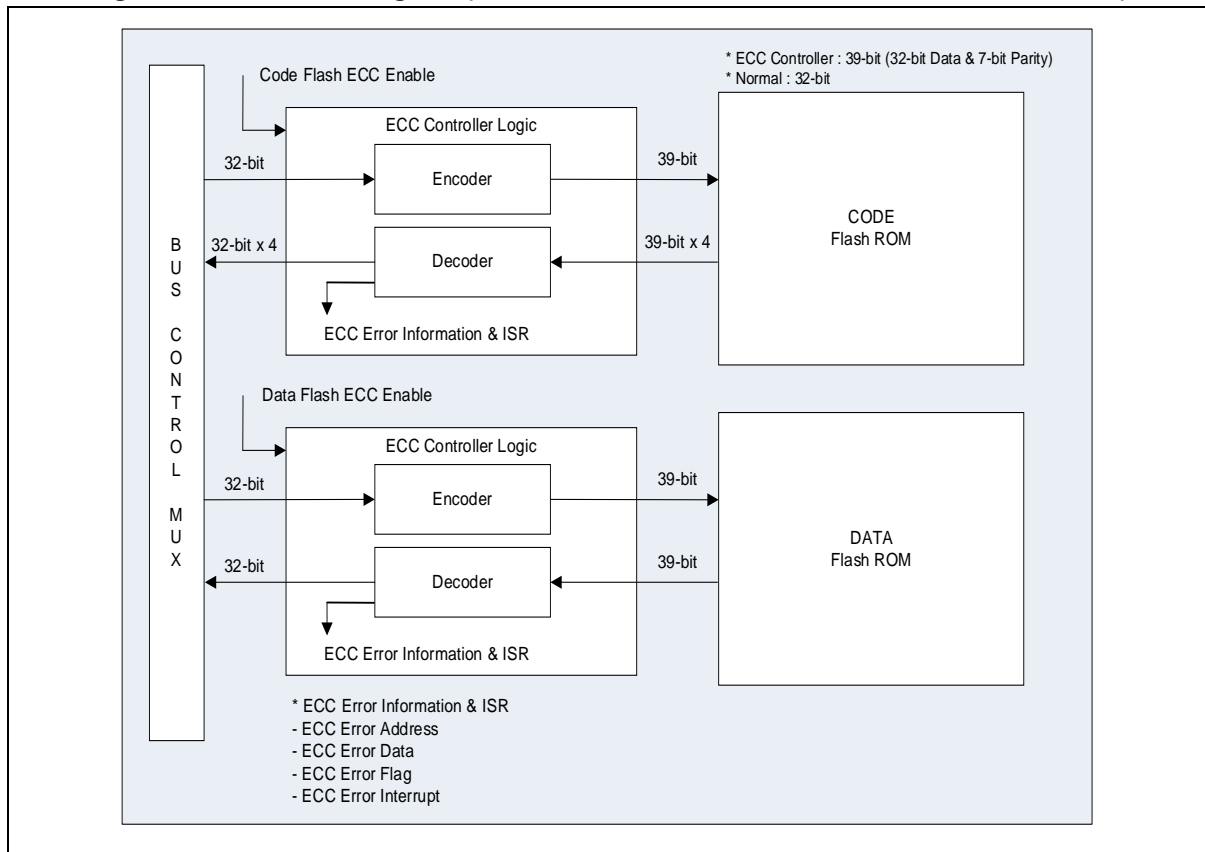 Code Flash ECC Enable
* ECC Controller : 39-bit (32-bit Data & 7-bit Parity)
* Normal : 32-bit
ECC Controller Logic
32-bit
Encoder
39-bit
CODE
Flash ROM
32-bit x 4
Decoder
39-bit x 4
ECC Error Information & ISR
BUS CONTROL MUX
Data Flash ECC Enable
ECC Controller Logic
32-bit
Encoder
39-bit
DATA
Flash ROM
32-bit
Decoder
39-bit
ECC Error Information & ISR
* ECC Error Information & ISR
- ECC Error Address
- ECC Error Data
- ECC Error Flag
- ECC Error Interrupt